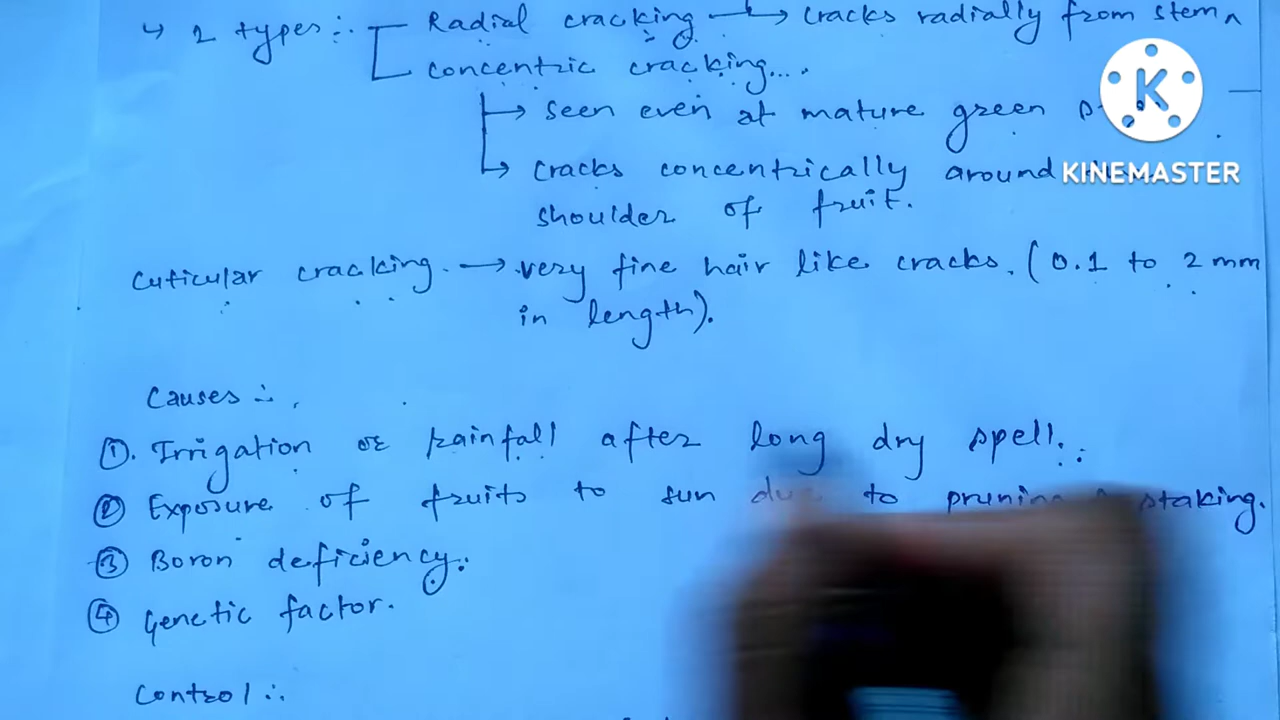 ↳ 2 types :- Radial cracking → cracks radially from stem
concentric cracking....
→ seen even at mature green
→ cracks concentrically around
shoulder of fruit.
Cuticular cracking. → very fine hair like cracks. (0.1 to 2 mm
in length).
Causes :-
①. Irrigation or rainfall after long dry spell.
② Exposure of fruits to sun due to pruning & staking.
③ Boron deficiency.
④ Genetic factor.
Control :-
K
KINEMASTER